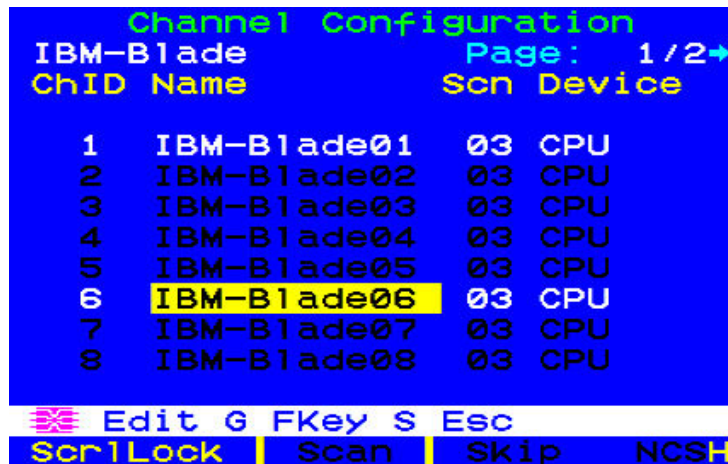 Channel Configuration
IBM-Blade Page: 1/2→
ChID Name Scn Device
1 IBM-Blade01 03 CPU
2 IBM-Blade02 03 CPU
3 IBM-Blade03 03 CPU
4 IBM-Blade04 03 CPU
5 IBM-Blade05 03 CPU
6 IBM-Blade06 03 CPU
7 IBM-Blade07 03 CPU
8 IBM-Blade08 03 CPU
Edit G FKey S Esc
ScrlLock Scan Skip NCSH